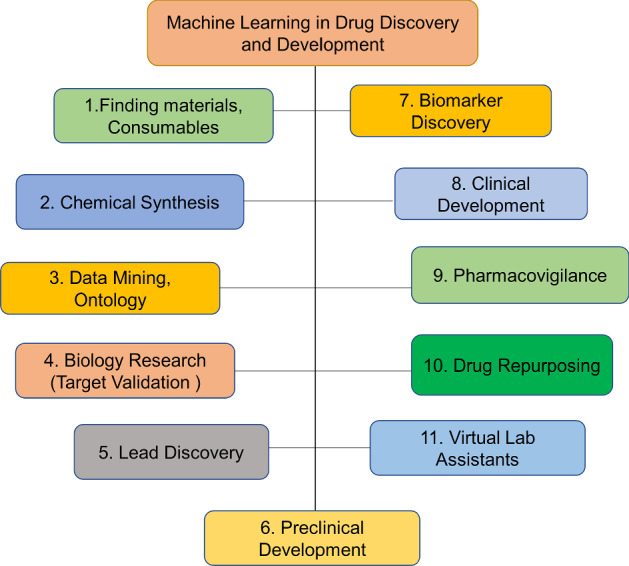 Machine Learning in Drug Discovery
and Development
1.Finding materials,
Consumables
2. Chemical Synthesis
3. Data Mining,
Ontology
4. Biology Research
(Target Validation )
5. Lead Discovery
6. Preclinical
Development
7. Biomarker
Discovery
8. Clinical
Development
9. Pharmacovigilance
10. Drug Repurposing
11. Virtual Lab
Assistants